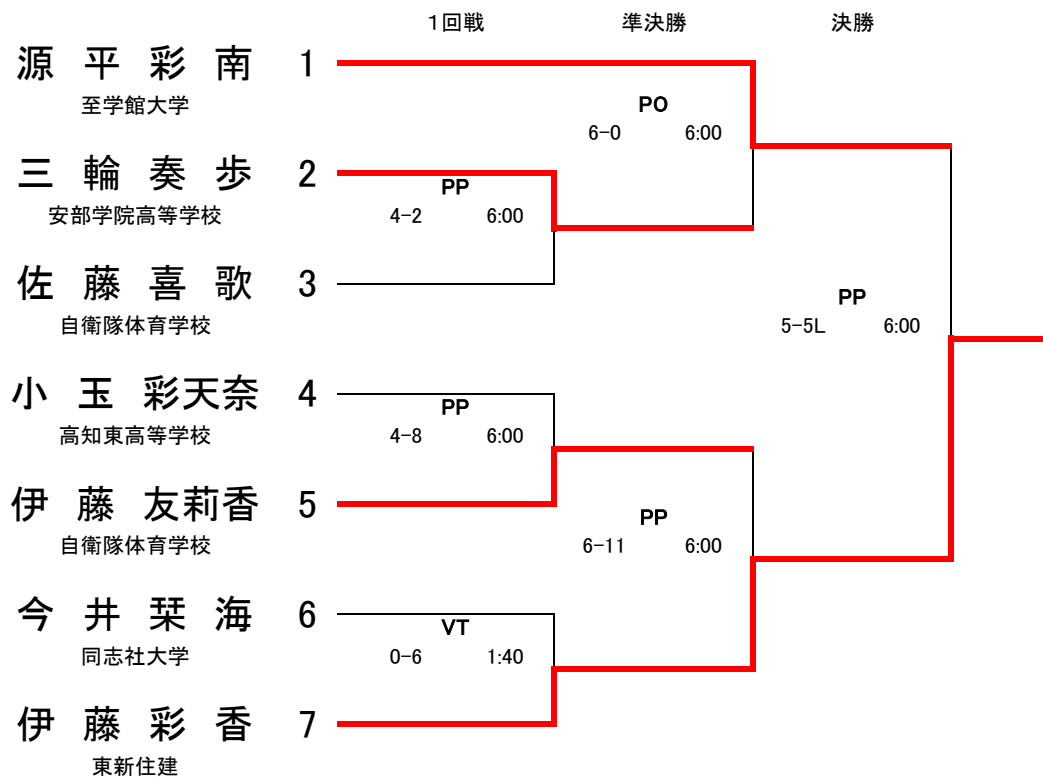 1回戦 準決勝 決勝
源平彩南 1
至学館大学
PO
6-0 6:00
三輪奏歩 2
安部学院高等学校
PP
4-2 6:00
佐藤喜歌 3
自衛隊体育学校
PP
5-5L 6:00
小玉彩天奈 4
高知東高等学校
PP
4-8 6:00
伊藤友莉香 5
自衛隊体育学校
PP
6-11 6:00
今井栞海 6
同志社大学
VT
0-6 1:40
伊藤彩香 7
東新住建